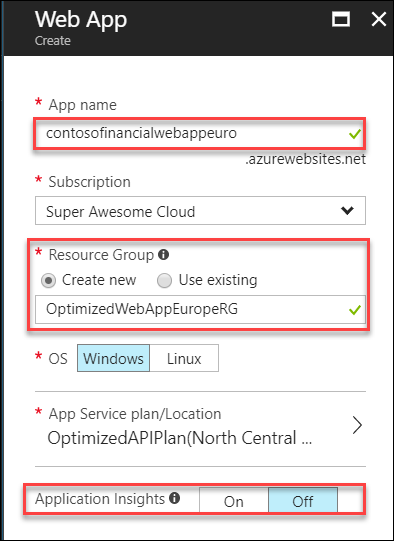 Web App
Create
* App name
contosofinancialwebappeuro
.azurewebsites.net
* Subscription
Super Awesome Cloud
* Resource Group
Create new Use existing
OptimizedWebAppEuropeRG
* OS Windows Linux
* App Service plan/Location
OptimizedAPIPlan(North Central ...
Application Insights On Off